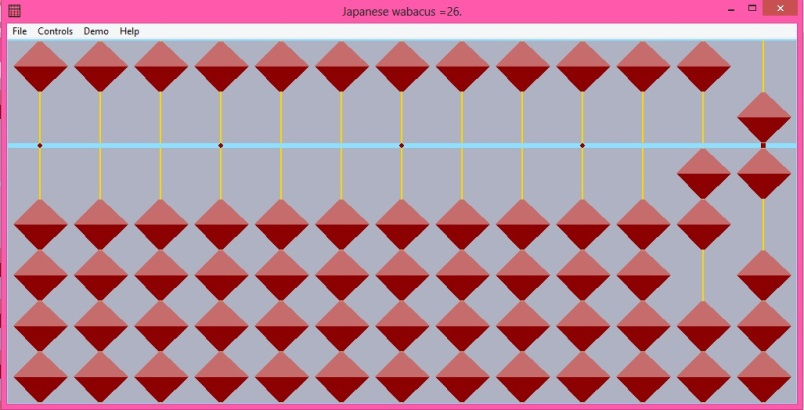 Japanese wabacus =26.
File Controls Demo Help